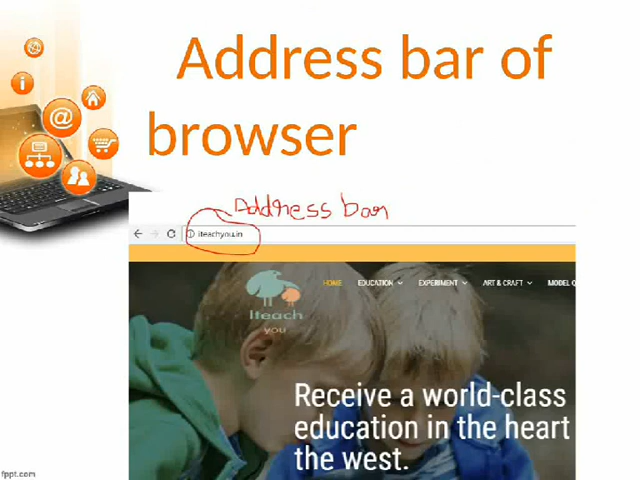 Address bar of
browser
Address bar
iteachyou.in
HOME EDUCATION EXPERIMENT ART & CRAFT MODEL Q
Iteach
you
Receive a world-class
education in the heart
the west.
fppt.com